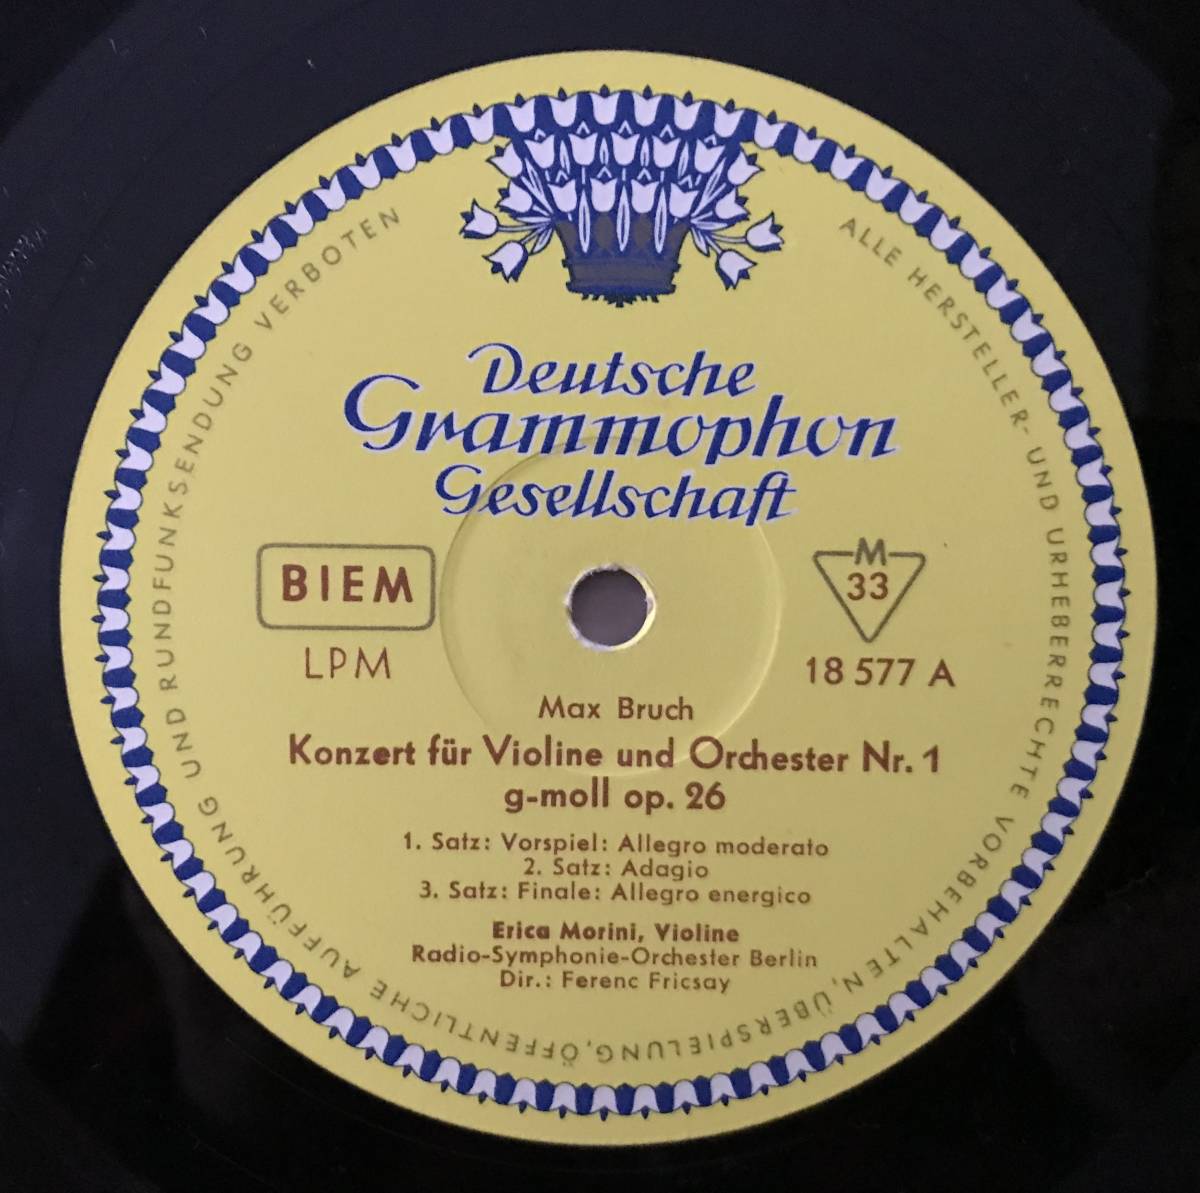 Deutsche
Grammophon
Gesellschaft
BIEM
LPM
M
33
18 577 A
Max Bruch
Konzert für Violine und Orchester Nr. 1
g-moll op. 26
1. Satz: Vorspiel: Allegro moderato
2. Satz: Adagio
3. Satz: Finale: Allegro energico
Erica Morini, Violine
Radio-Symphonie-Orchester Berlin
Dir.: Ferenc Fricsay
ALLE HERSTELLER- UND URHEBERRECHTE VORBEHALTEN, ÜBERSPIELUNG, ÖFFENTLICHE AUFFÜHRUNG UND RUNDFUNKSENDUNG VERBOTEN